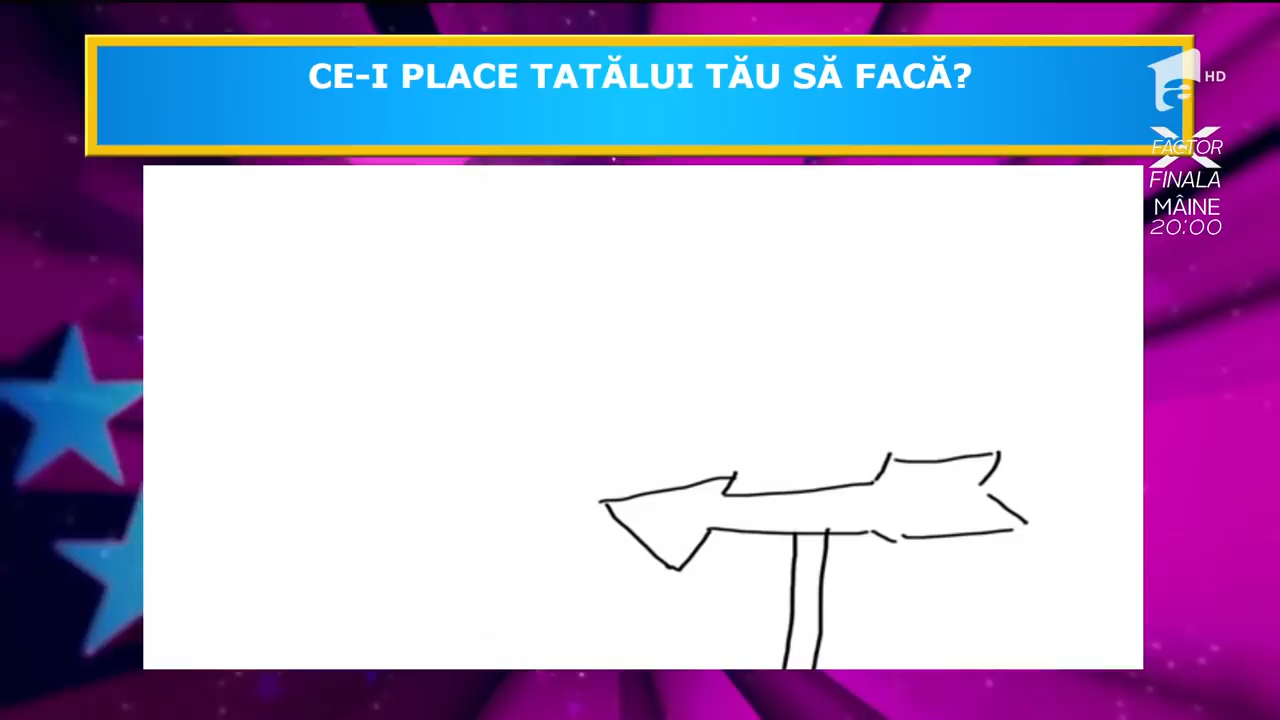 CE-I PLACE TATĂLUI TĂU SĂ FACĂ?
HD
FACTOR
X
FINALA
MÂINE
20:00